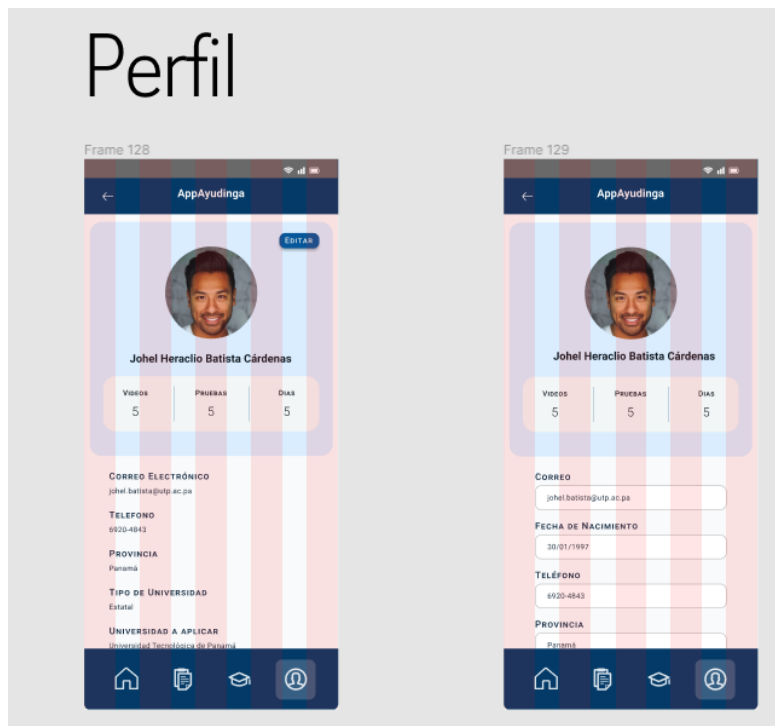 Perfil
Frame 128
AppAyudinga
EDITAR
Johel Heraclio Batista Cárdenas
VIDEOS PRUEBAS DIAS
5 5 5
CORREO ELECTRÓNICO
johel.batista@utp.ac.pa
TELEFONO
6920-4843
PROVINCIA
Panamá
TIPO DE UNIVERSIDAD
Estatal
UNIVERSIDAD A APLICAR
Universidad Tecnológica de Panamá
Frame 129
AppAyudinga
Johel Heraclio Batista Cárdenas
VIDEOS PRUEBAS DIAS
5 5 5
CORREO
johel.batista@utp.ac.pa
FECHA DE NACIMIENTO
30/01/1997
TELÉFONO
6920-4843
PROVINCIA
Panamá